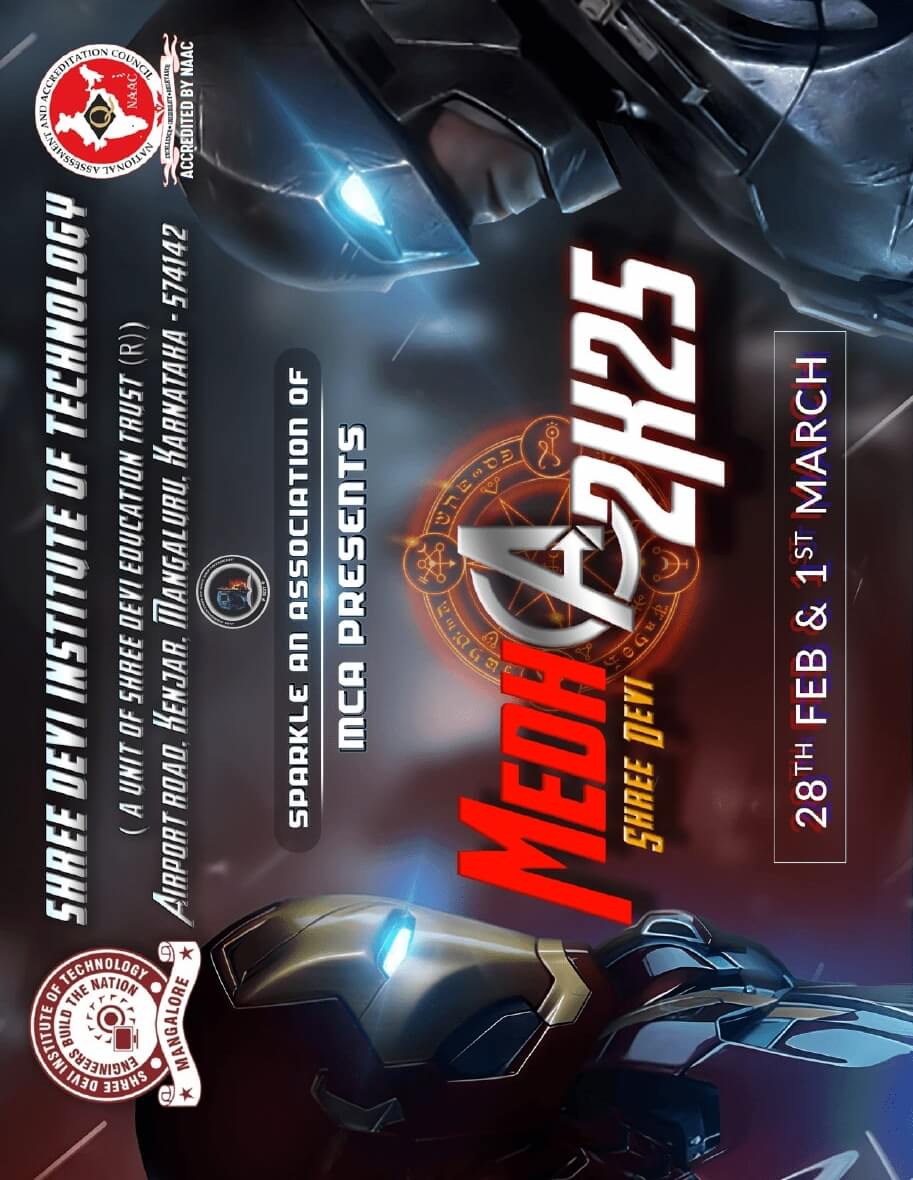 SHREE DEVI INSTITUTE OF TECHNOLOGY
( A UNIT OF SHREE DEVI EDUCATION TRUST (R))
AIRPORT ROAD, KENJAR, MANGALURU, KARNATAKA - 574142
SHREE DEVI INSTITUTE OF TECHNOLOGY
ENGINEERS BUILD THE NATION
MANGALORE
NATIONAL ASSESSMENT AND ACCREDITATION COUNCIL
NAAC
ACCREDITED BY NAAC
SPARKLE AN ASSOCIATION OF
MCA PRESENTS
MEDHA 2K25
SHREE DEVI
28TH FEB & 1ST MARCH